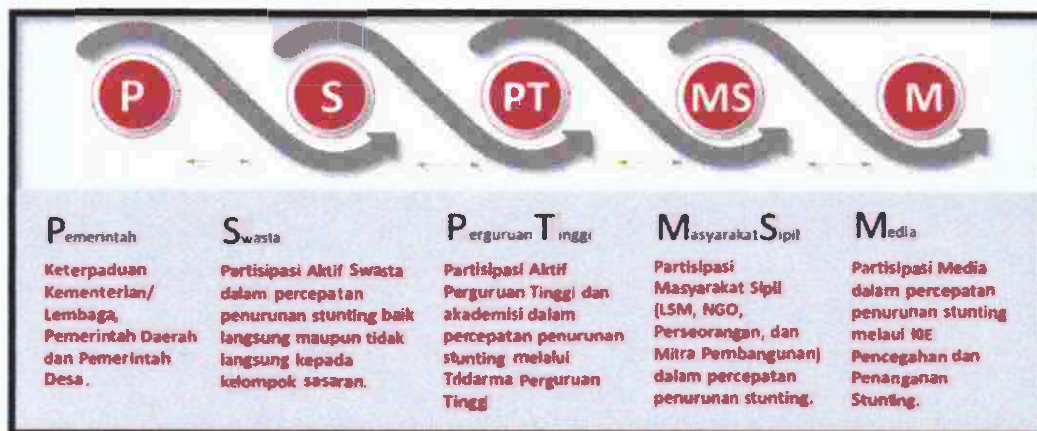 P
S
PT
MS
M
Pemerintah
Keterpaduan
Kementerian/
Lembaga,
Pemerintah Daerah
dan Pemerintah
Desa.
Swasta
Partisipasi Aktif Swasta
dalam percepatan
penurunan stunting baik
langsung maupun tidak
langsung kepada
kelompok sasaran.
Perguruan Tinggi
Partisipasi Aktif
Perguruan Tinggi dan
akademisi dalam
percepatan penurunan
stunting melalui
Tridarma Perguruan
Tinggi
Masyarakat Sipil
Partisipasi
Masyarakat Sipil
(LSM, NGO,
Perseorangan, dan
Mitra Pembangunan)
dalam percepatan
penurunan stunting.
Media
Partisipasi Media
dalam percepatan
penurunan stunting
melaui KIE
Pencegahan dan
Penanganan
Stunting.